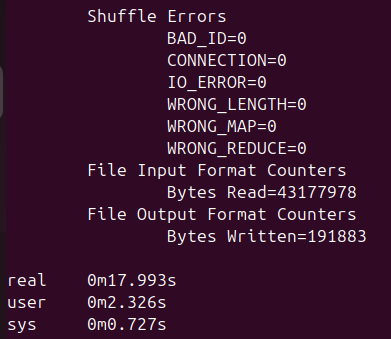 Shuffle Errors
BAD_ID=0
CONNECTION=0
IO_ERROR=0
WRONG_LENGTH=0
WRONG_MAP=0
WRONG_REDUCE=0
File Input Format Counters
Bytes Read=43177978
File Output Format Counters
Bytes Written=191883
real 0m17.993s
user 0m2.326s
sys 0m0.727s